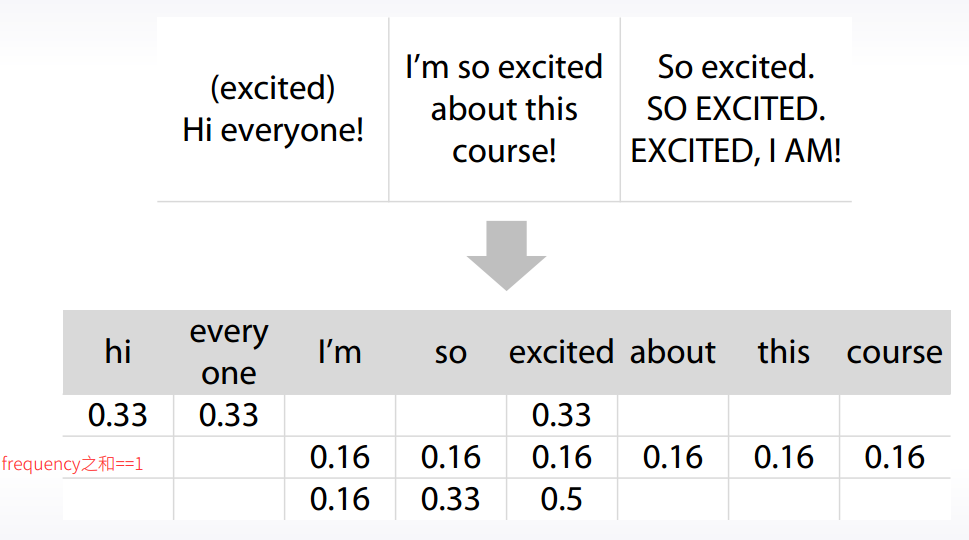 (excited)
Hi everyone!
I'm so excited
about this
course!
So excited.
SO EXCITED.
EXCITED, I AM!
hi
every
one
I'm
so
excited
about
this
course
0.33
0.33
0.33
frequency之和==1
0.16
0.16
0.16
0.16
0.16
0.16
0.16
0.33
0.5